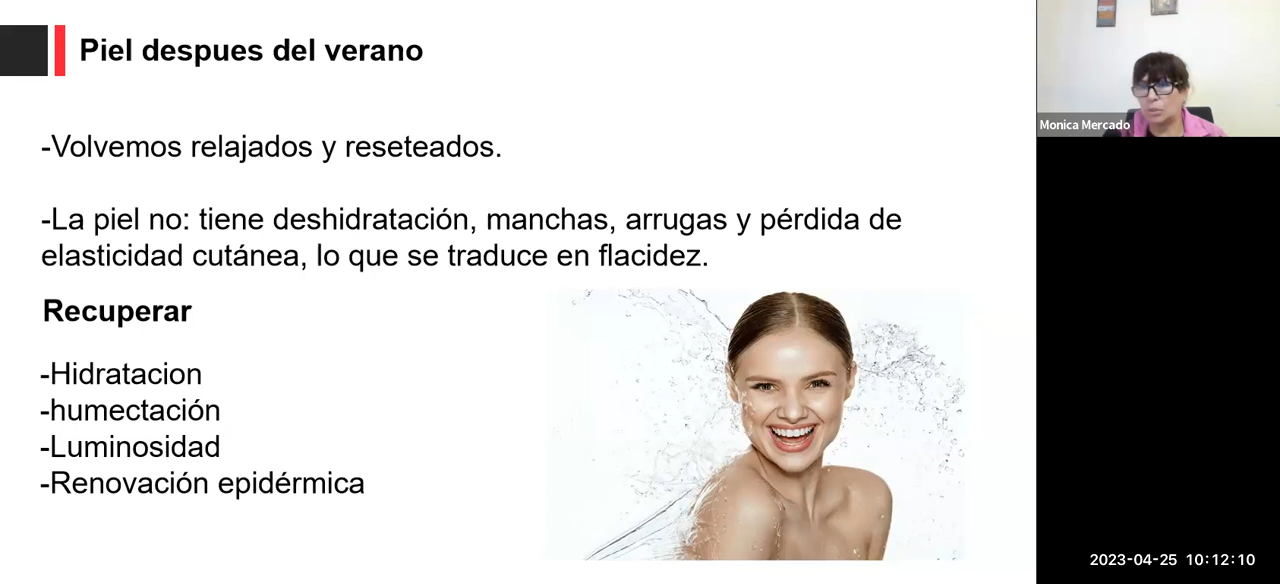 Piel despues del verano
-Volvemos relajados y reseteados.
-La piel no: tiene deshidratación, manchas, arrugas y pérdida de
elasticidad cutánea, lo que se traduce en flacidez.
Recuperar
-Hidratacion
-humectación
-Luminosidad
-Renovación epidérmica
Monica Mercado
2023-04-25 10:12:10